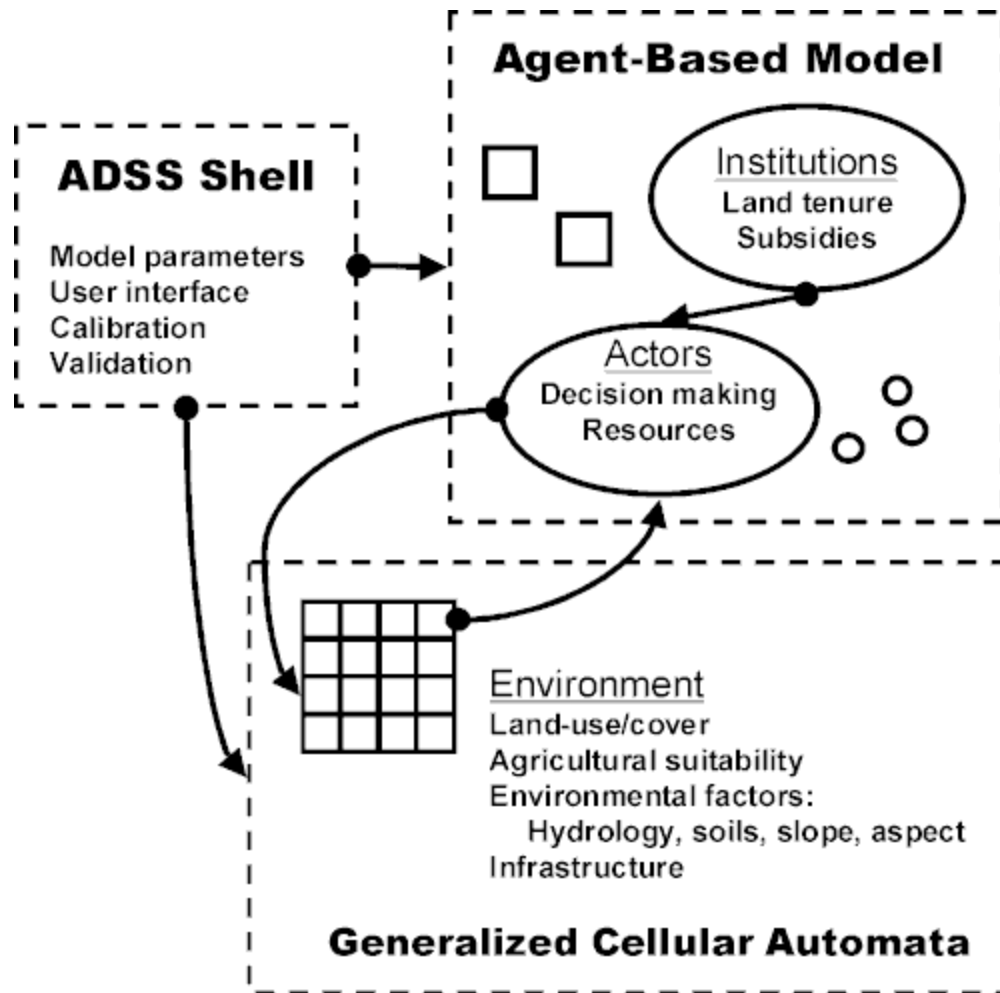 Agent-Based Model
ADSS Shell
Model parameters
User interface
Calibration
Validation
Institutions
Land tenure
Subsidies
Actors
Decision making
Resources
Environment
Land-use/cover
Agricultural suitability
Environmental factors:
Hydrology, soils, slope, aspect
Infrastructure
Generalized Cellular Automata